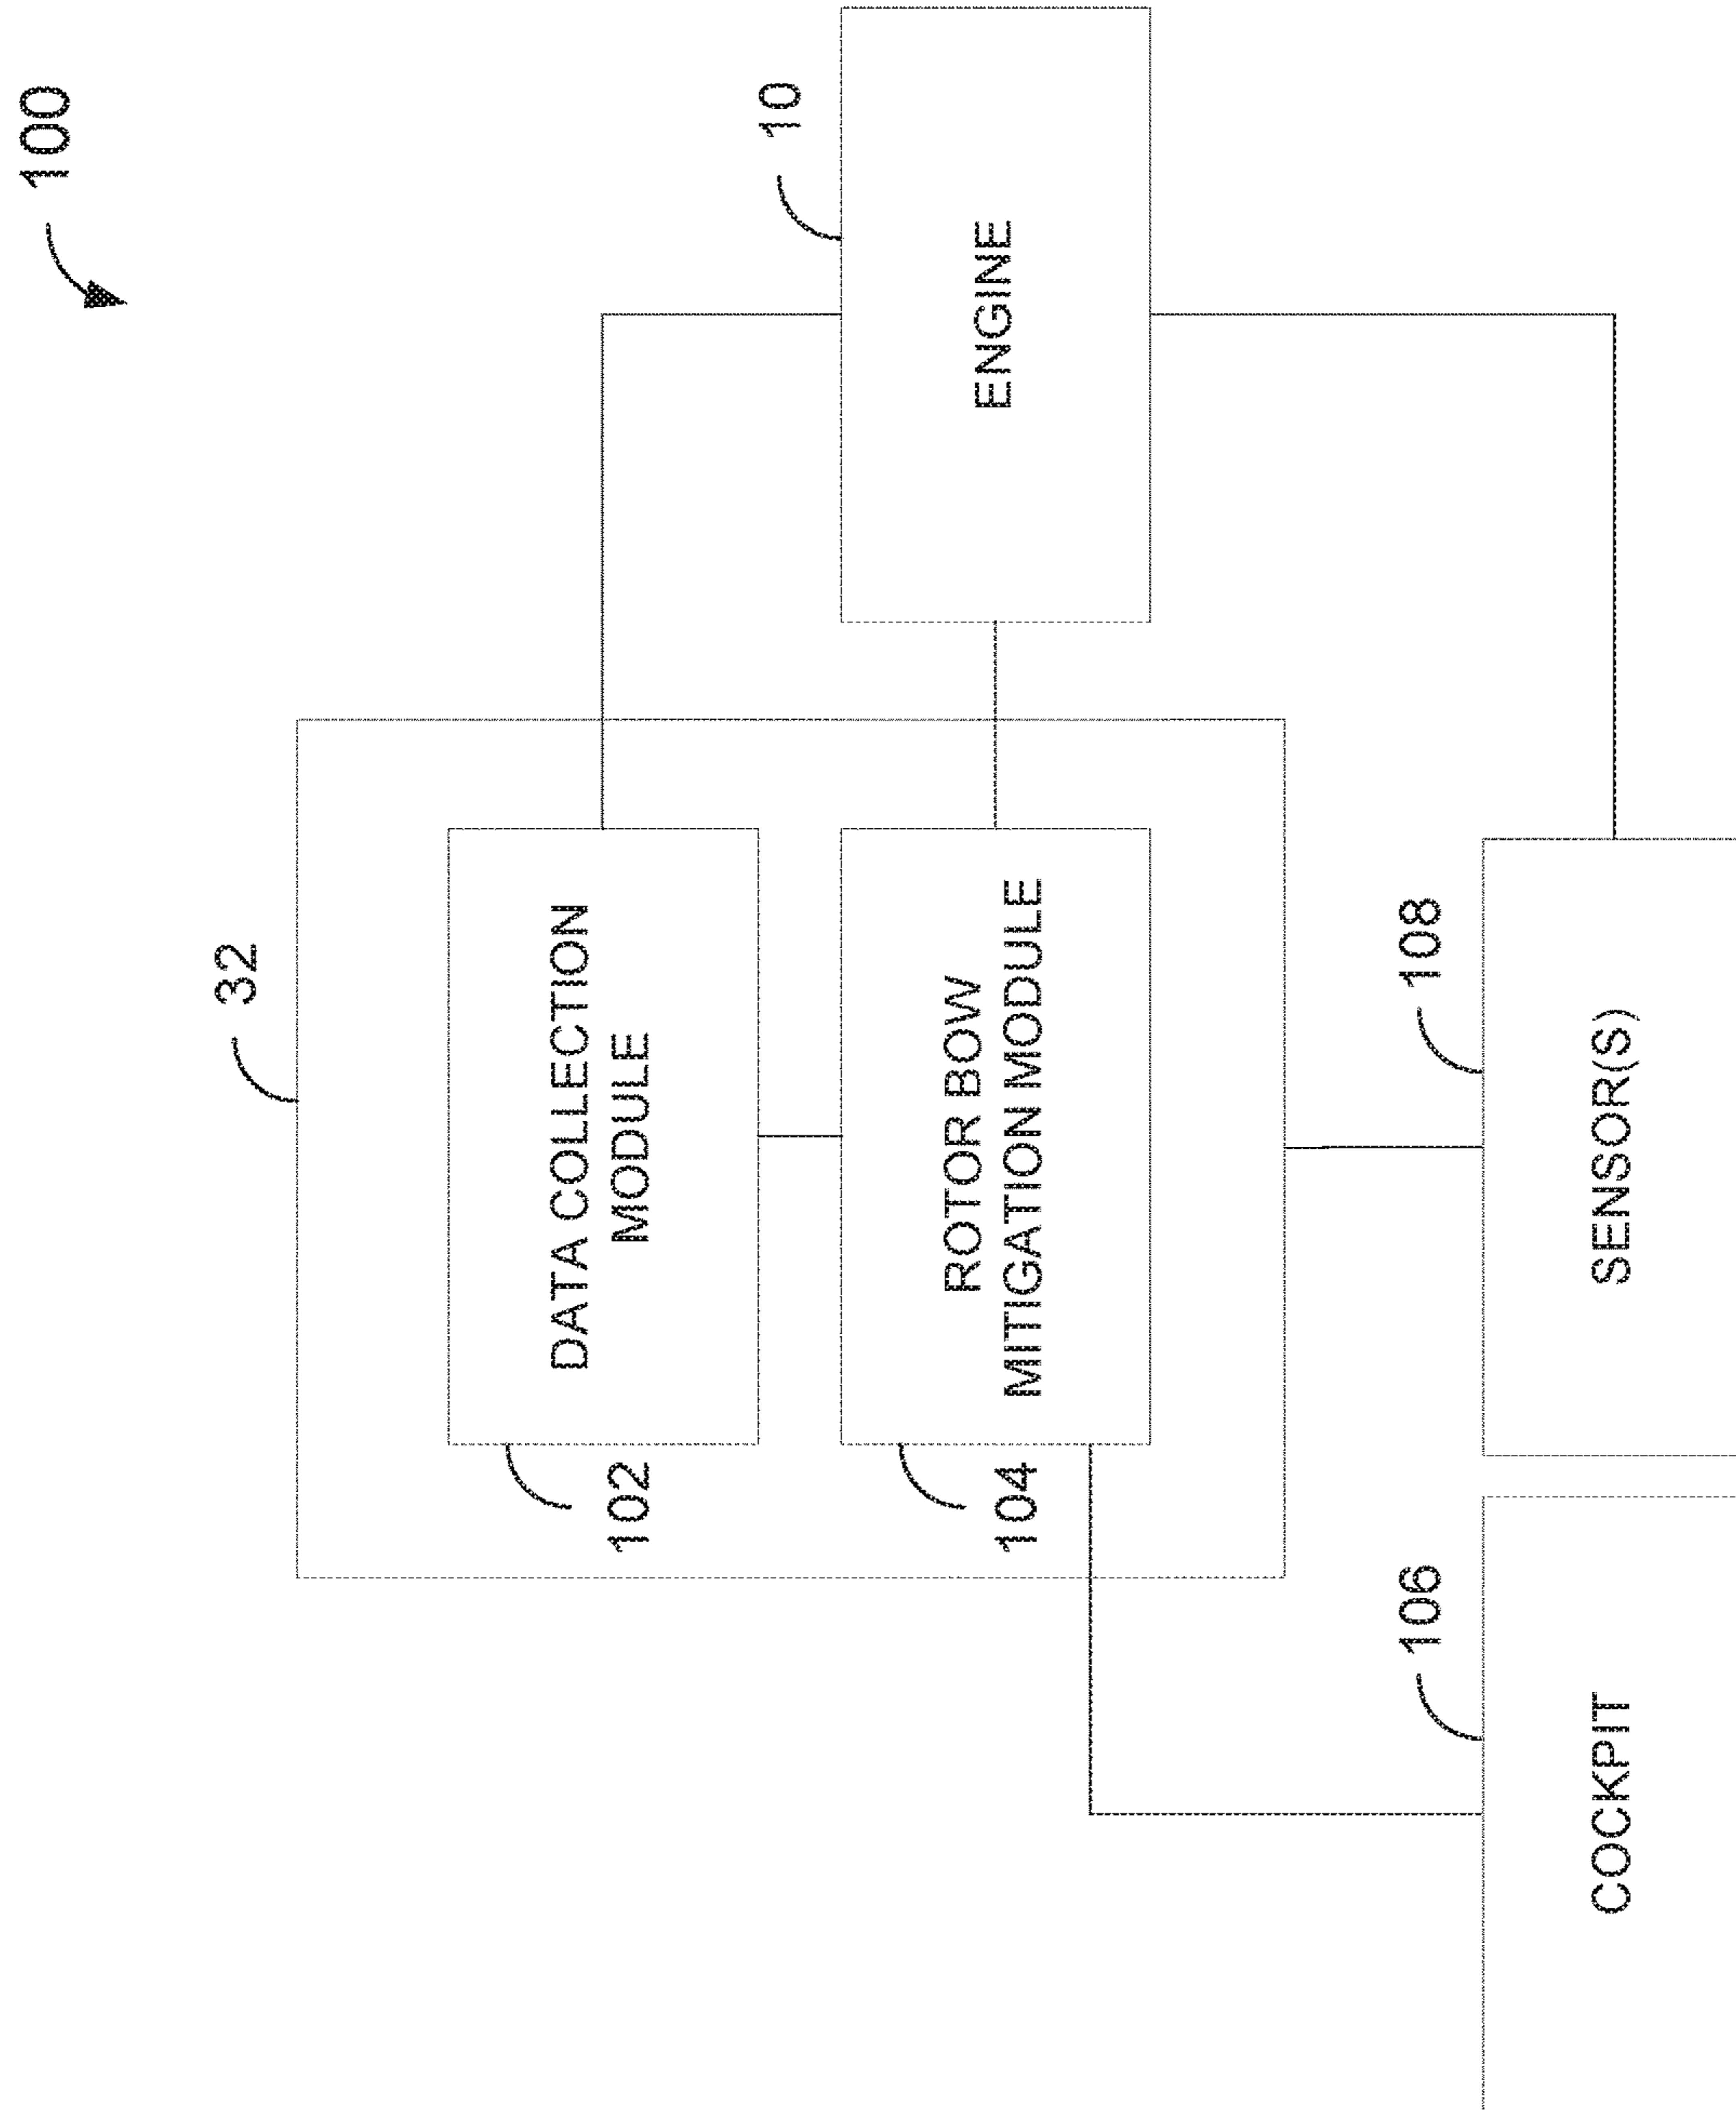 100
32
DATA COLLECTION
MODULE
102
ROTOR BOW
MITIGATION MODULE
104
10
ENGINE
106
COCKPIT
108
SENSOR(S)